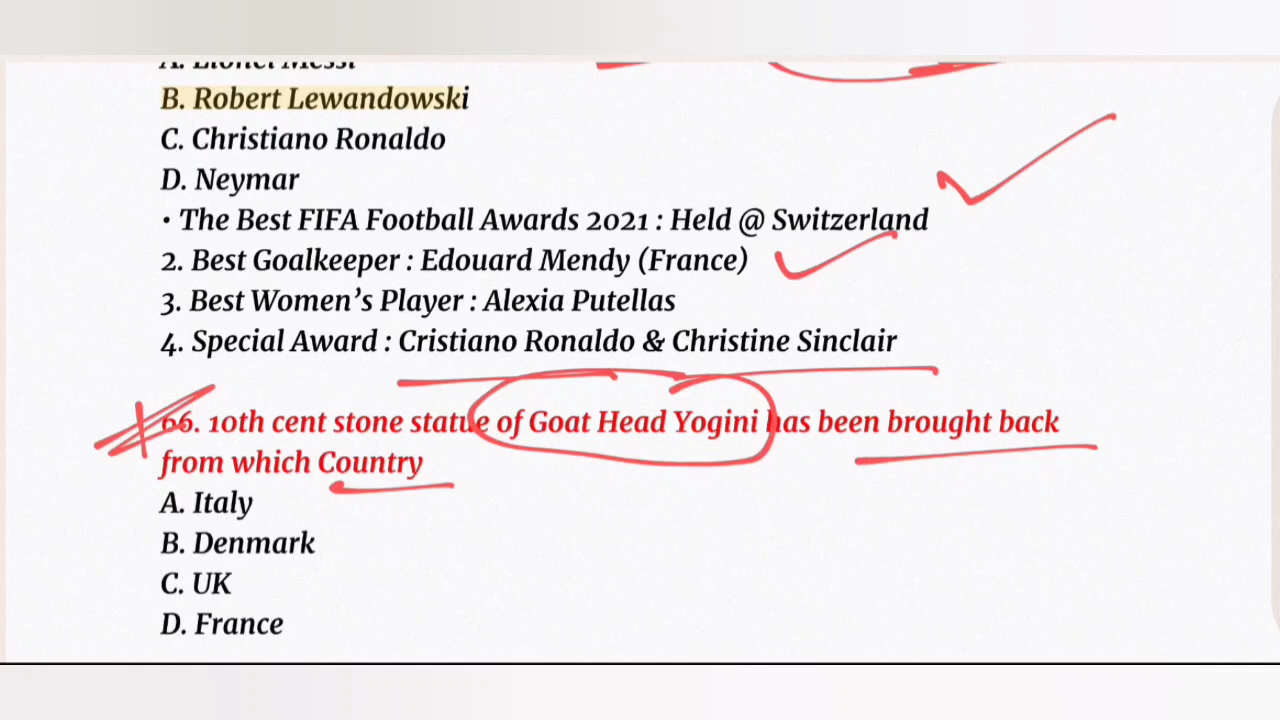 A. Lionel Messi
B. Robert Lewandowski
C. Christiano Ronaldo
D. Neymar
• The Best FIFA Football Awards 2021 : Held @ Switzerland
2. Best Goalkeeper : Edouard Mendy (France)
3. Best Women's Player : Alexia Putellas
4. Special Award : Cristiano Ronaldo & Christine Sinclair
66. 10th cent stone statue of Goat Head Yogini has been brought back
from which Country
A. Italy
B. Denmark
C. UK
D. France